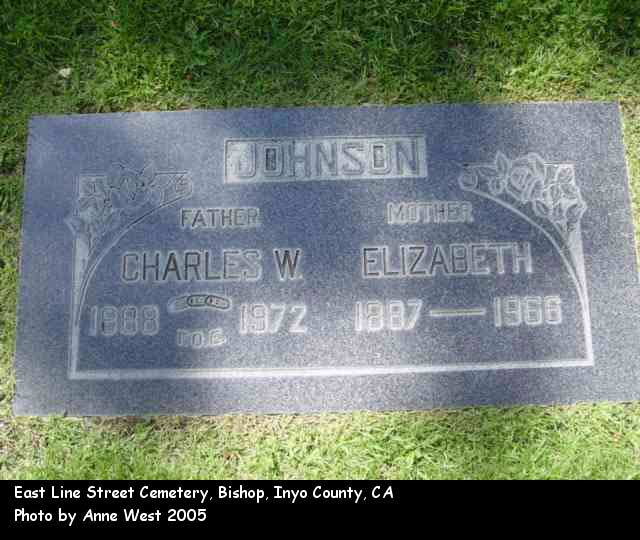 JOHNSON
FATHER MOTHER
CHARLES W. ELIZABETH
1888 1972 1887 — 1966
East Line Street Cemetery, Bishop, Inyo County, CA
Photo by Anne West 2005